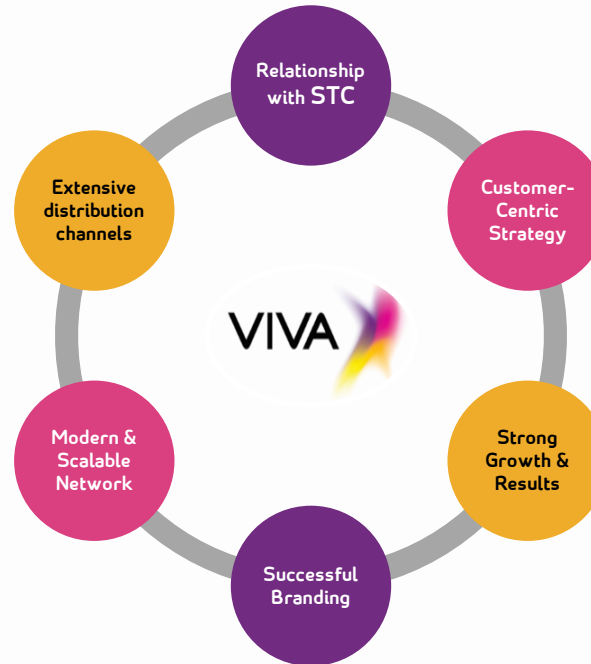 Relationship
with STC
Customer-
Centric
Strategy
Strong
Growth &
Results
Successful
Branding
Modern &
Scalable
Network
Extensive
distribution
channels
VIVA